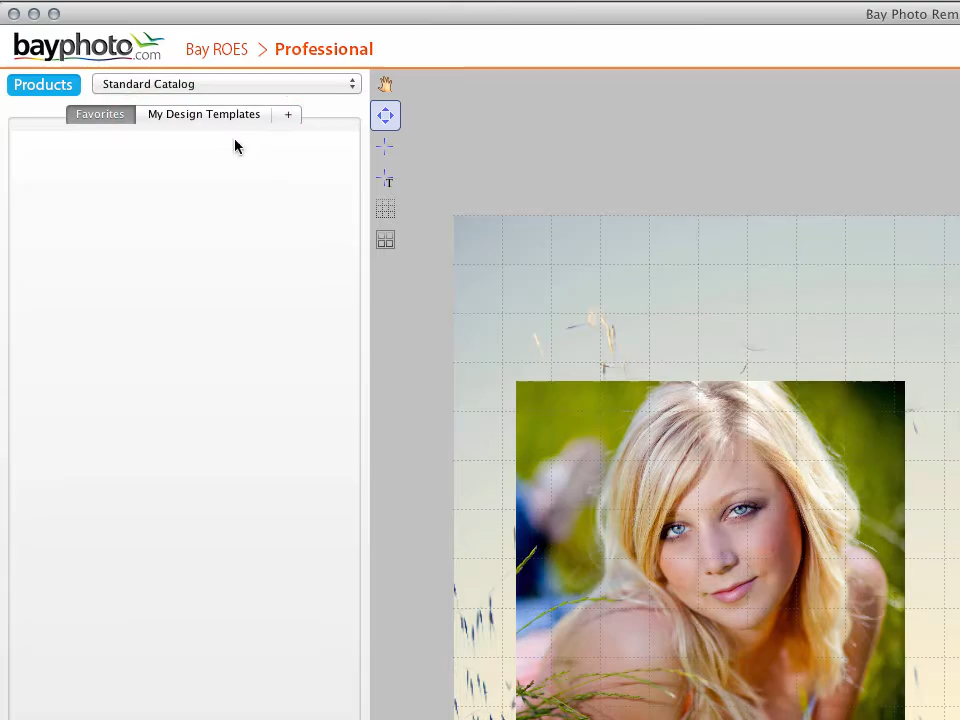 Bay Photo Rem
bayphoto.com
Bay ROES > Professional
Products
Standard Catalog
Favorites
My Design Templates
+
T